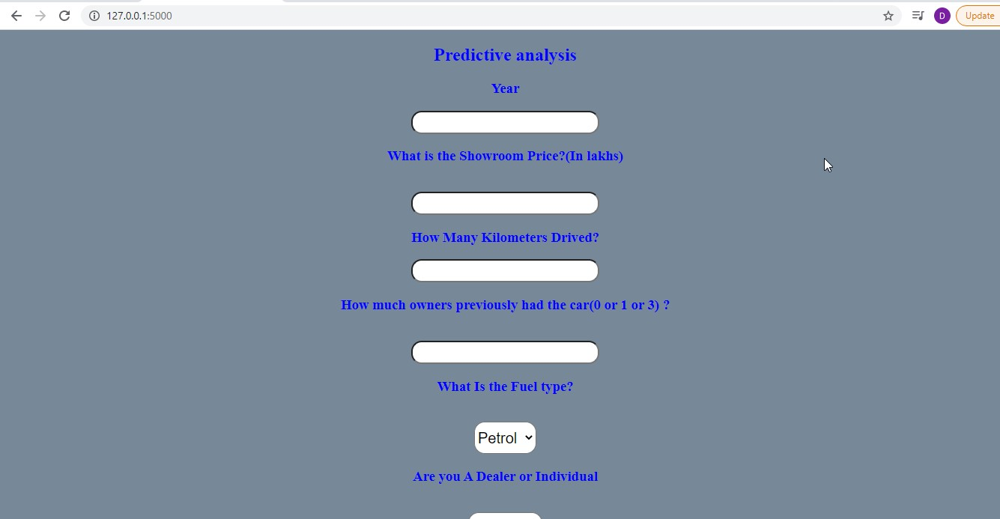 127.0.0.1:5000
D
Update
Predictive analysis
Year
What is the Showroom Price?(In lakhs)
How Many Kilometers Drived?
How much owners previously had the car(0 or 1 or 3) ?
What Is the Fuel type?
Petrol
Are you A Dealer or Individual